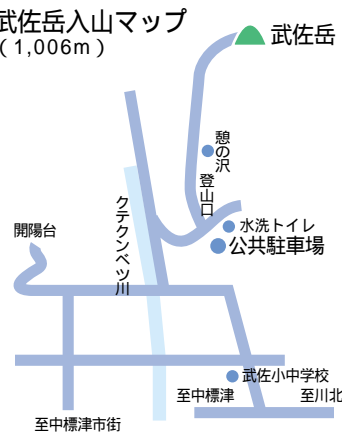 武佐岳入山マップ
（1,006m）
武佐岳
憩の沢
登山口
水洗トイレ
公共駐車場
クテクンベツ川
開陽台
武佐小中学校
至中標津
至川北
至中標津市街